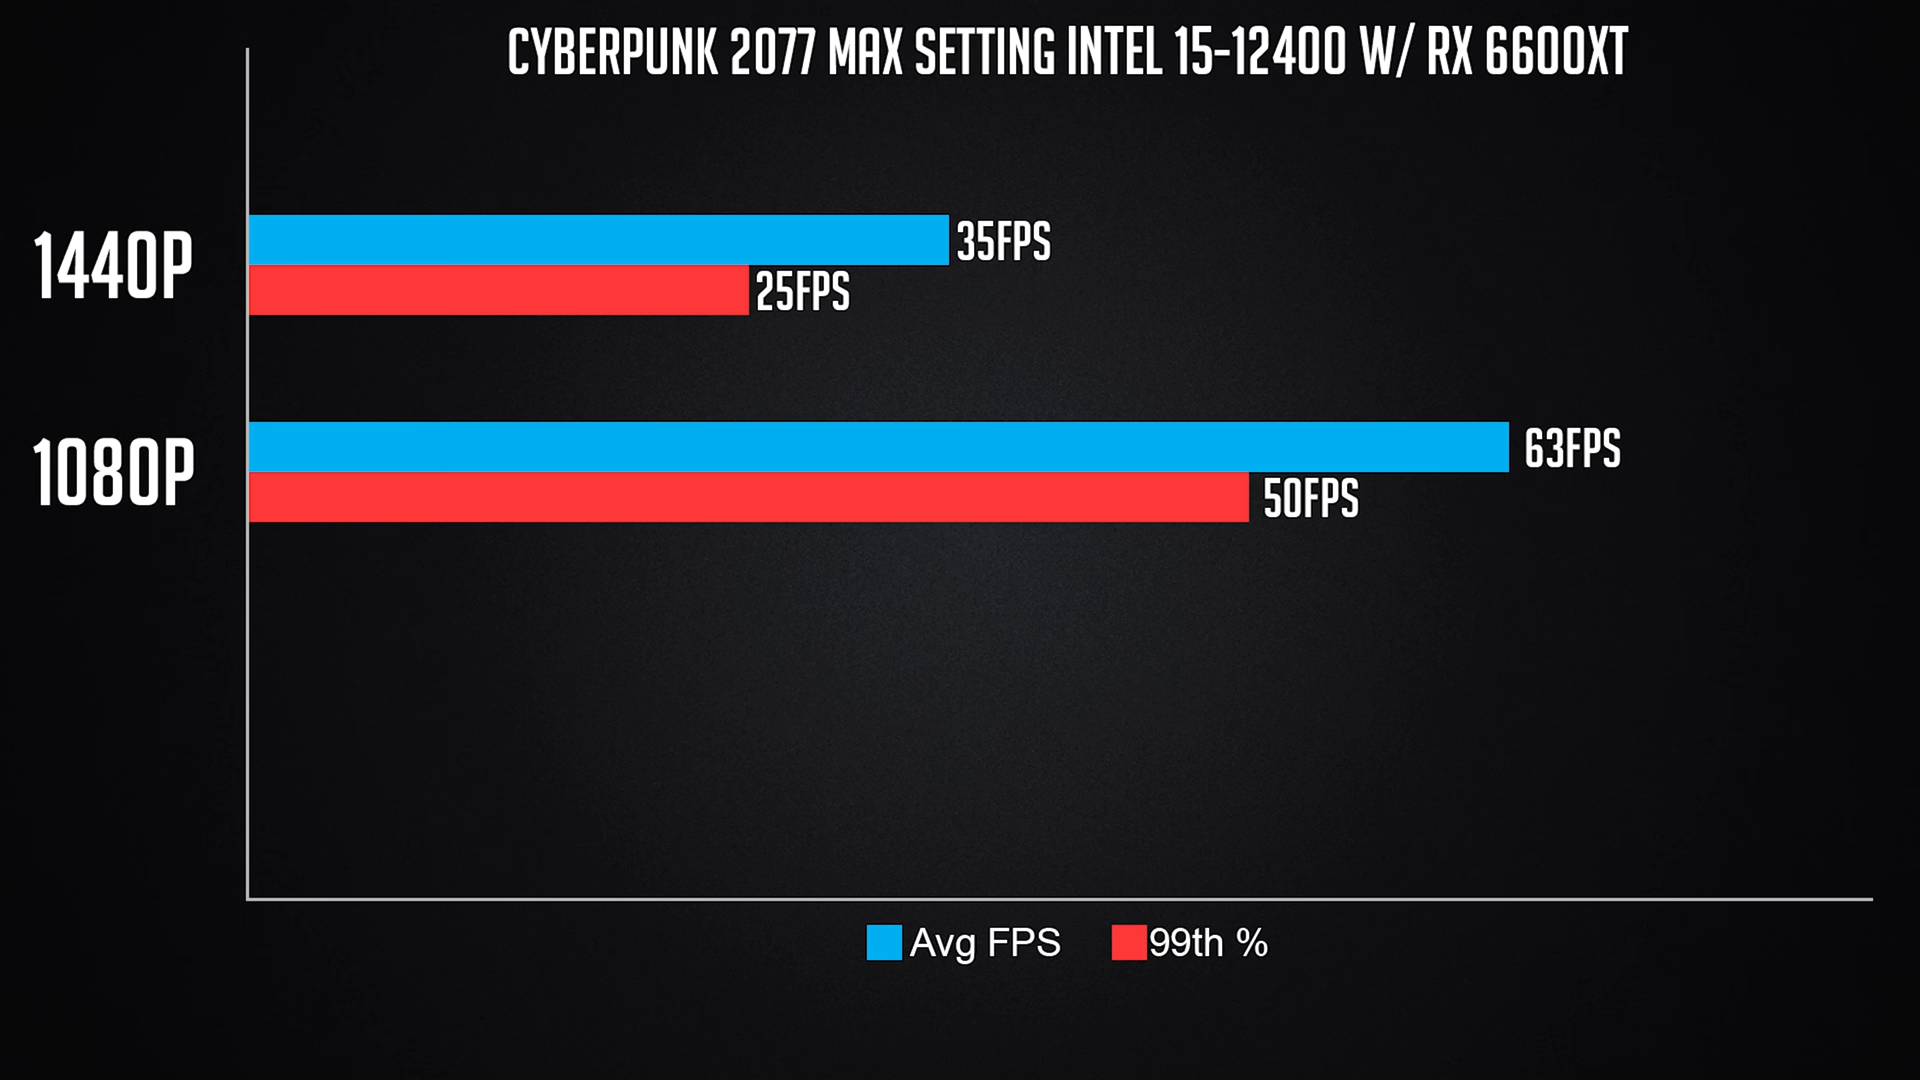 CYBERPUNK 2077 MAX SETTING INTEL 15-12400 W/ RX 6600XT
1440P
35FPS
25FPS
1080P
63FPS
50FPS
Avg FPS
99th %